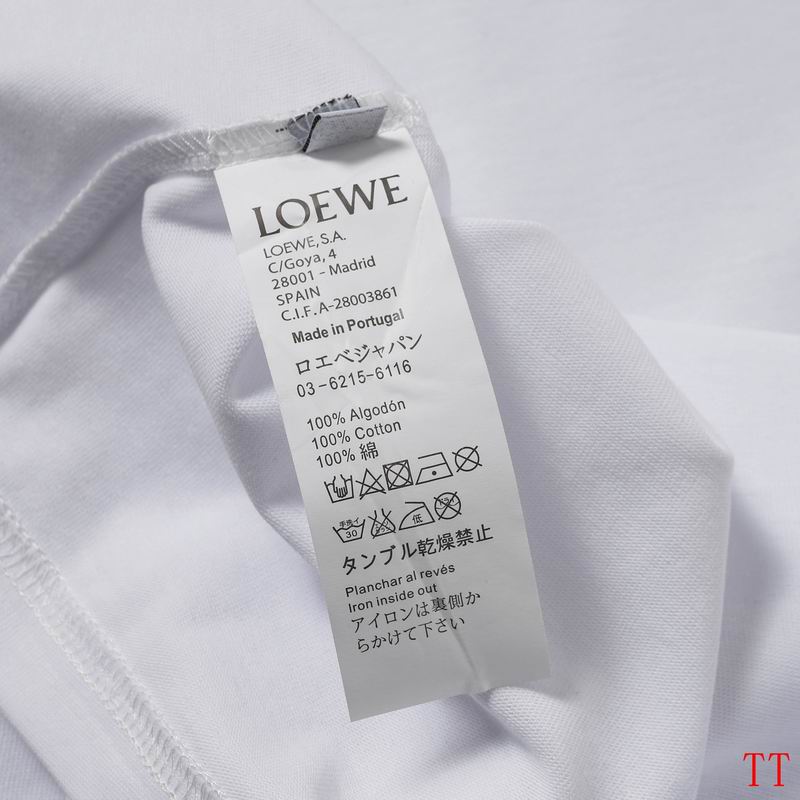 LOEWE
LOEWE, S.A.
C/Goya, 4
28001 - Madrid
SPAIN
C.I.F. A-28003861
Made in Portugal
ロエベジャパン
03-6215-6116
100% Algodón
100% Cotton
100% 綿
30 低
タンブル乾燥禁止
Planchar al revés
Iron inside out
アイロンは裏側か
らかけて下さい
TT